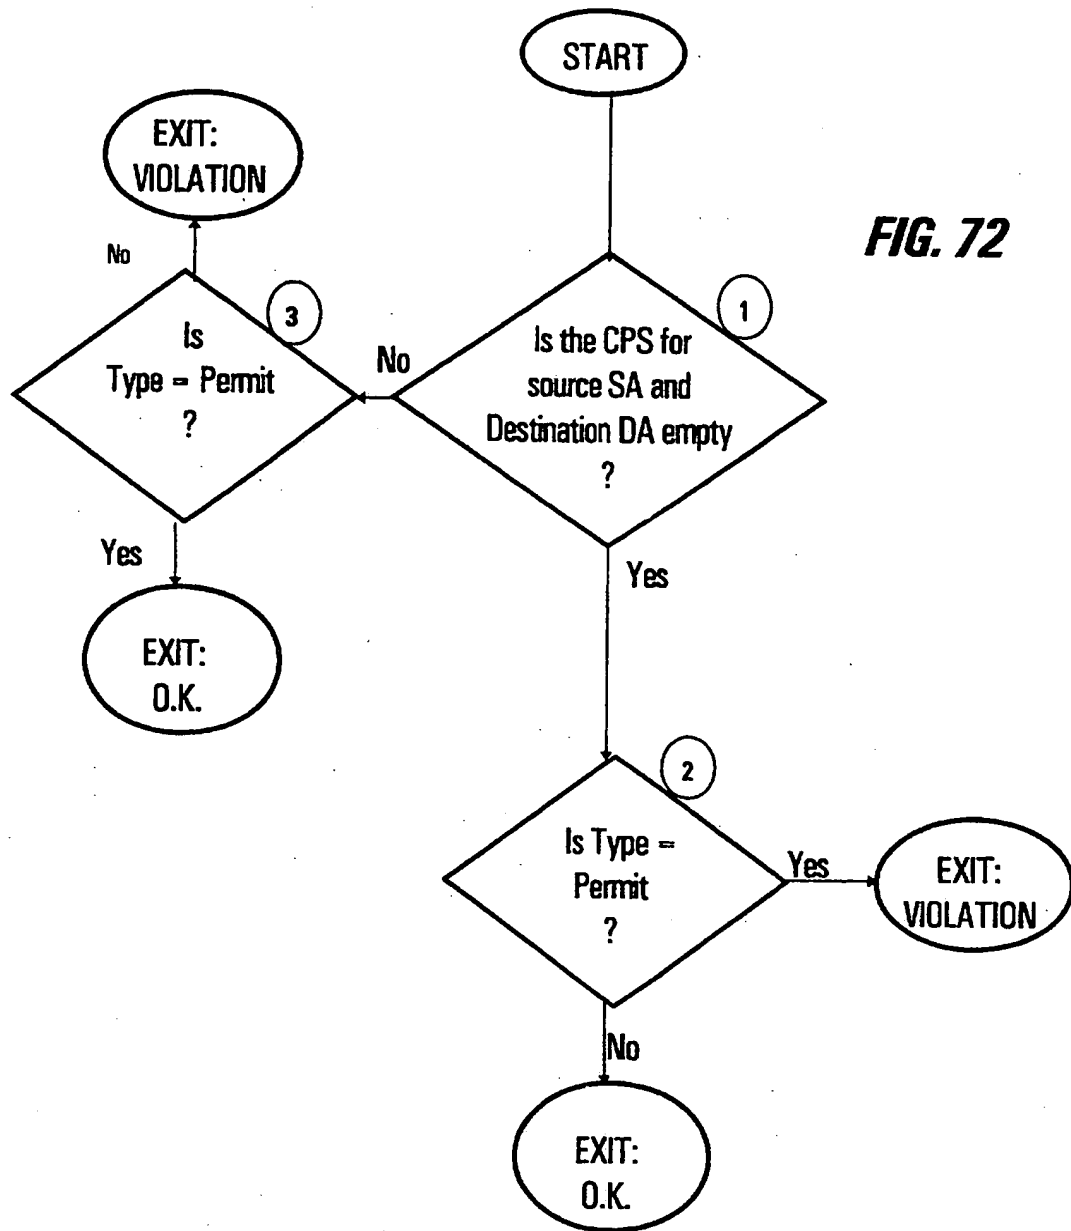 START
EXIT:
VIOLATION
FIG. 72
No
3
1
Is
Type = Permit
?
No
Is the CPS for
source SA and
Destination DA empty
?
Yes
Yes
EXIT:
O.K.
2
Is Type =
Permit
?
Yes
EXIT:
VIOLATION
No
EXIT:
O.K.